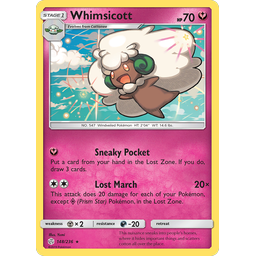 STAGE 1
Whimsicott
HP70
Evolves from Cottonee
NO. 547 Windveiled Pokémon HT: 2'04" WT: 14.6 lbs.
Sneaky Pocket
Put a card from your hand in the Lost Zone. If you do,
draw 3 cards.
Lost March 20×
This attack does 20 damage for each of your Pokémon,
except (Prism Star) Pokémon in the Lost Zone.
weakness ×2 resistance -20 retreat